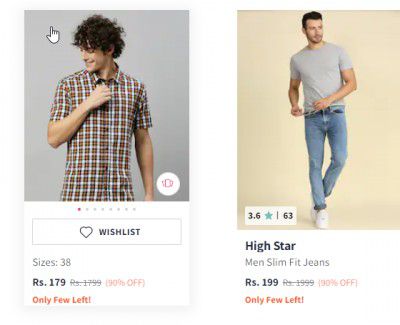 WISHLIST
Sizes: 38
Rs. 179 Rs. 1799 (90% OFF)
Only Few Left!
3.6 ★ | 63
High Star
Men Slim Fit Jeans
Rs. 199 Rs. 1999 (90% OFF)
Only Few Left!